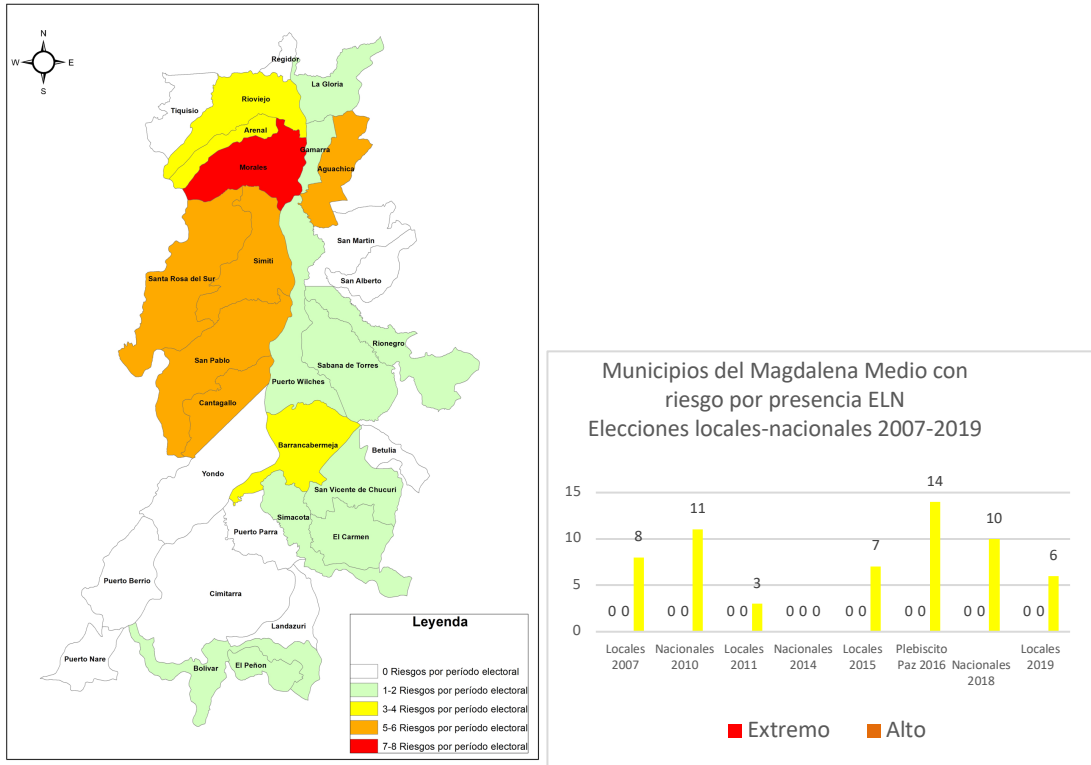 N
W E
S
Regidor
La Gloria
Tiquisio
Rioviejo
Arenal
Gamarra
Morales
Aguachica
San Martin
Simiti
Santa Rosa del Sur
San Alberto
Rionegro
San Pablo
Sabana de Torres
Puerto Wilches
Cantagallo
Barrancabermeja
Betulia
Yondo
San Vicente de Chucuri
Simacota
Puerto Parra
El Carmen
Puerto Berrio
Cimitarra
Landazuri
Puerto Nare
Bolivar
El Peñon
Leyenda
0 Riesgos por período electoral
1-2 Riesgos por período electoral
3-4 Riesgos por período electoral
5-6 Riesgos por período electoral
7-8 Riesgos por período electoral
Municipios del Magdalena Medio con
riesgo por presencia ELN
Elecciones locales-nacionales 2007-2019
15
10
5
0
0 0 8
0 0 11
0 0 3
0 0 0
0 0 7
0 0 14
0 0 10
0 0 6
Locales
2007
Nacionales
2010
Locales
2011
Nacionales
2014
Locales
2015
Plebiscito
Paz 2016
Nacionales
2018
Locales
2019
Extremo Alto